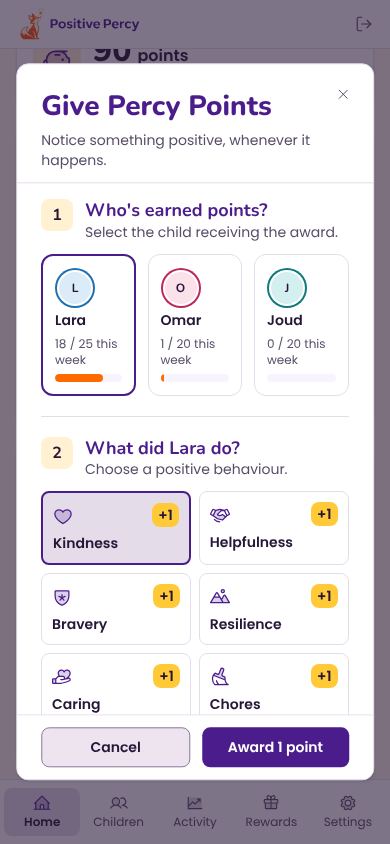 Positive Percy
90 points
Give Percy Points
Notice something positive, whenever it
happens.
1
Who's earned points?
Select the child receiving the award.
L
Lara
18 / 25 this
week
O
Omar
1 / 20 this
week
J
Joud
0 / 20 this
week
2
What did Lara do?
Choose a positive behaviour.
+1
Kindness
+1
Helpfulness
+1
Bravery
+1
Resilience
+1
Caring
+1
Chores
Cancel
Award 1 point
Home
Children
Activity
Rewards
Settings